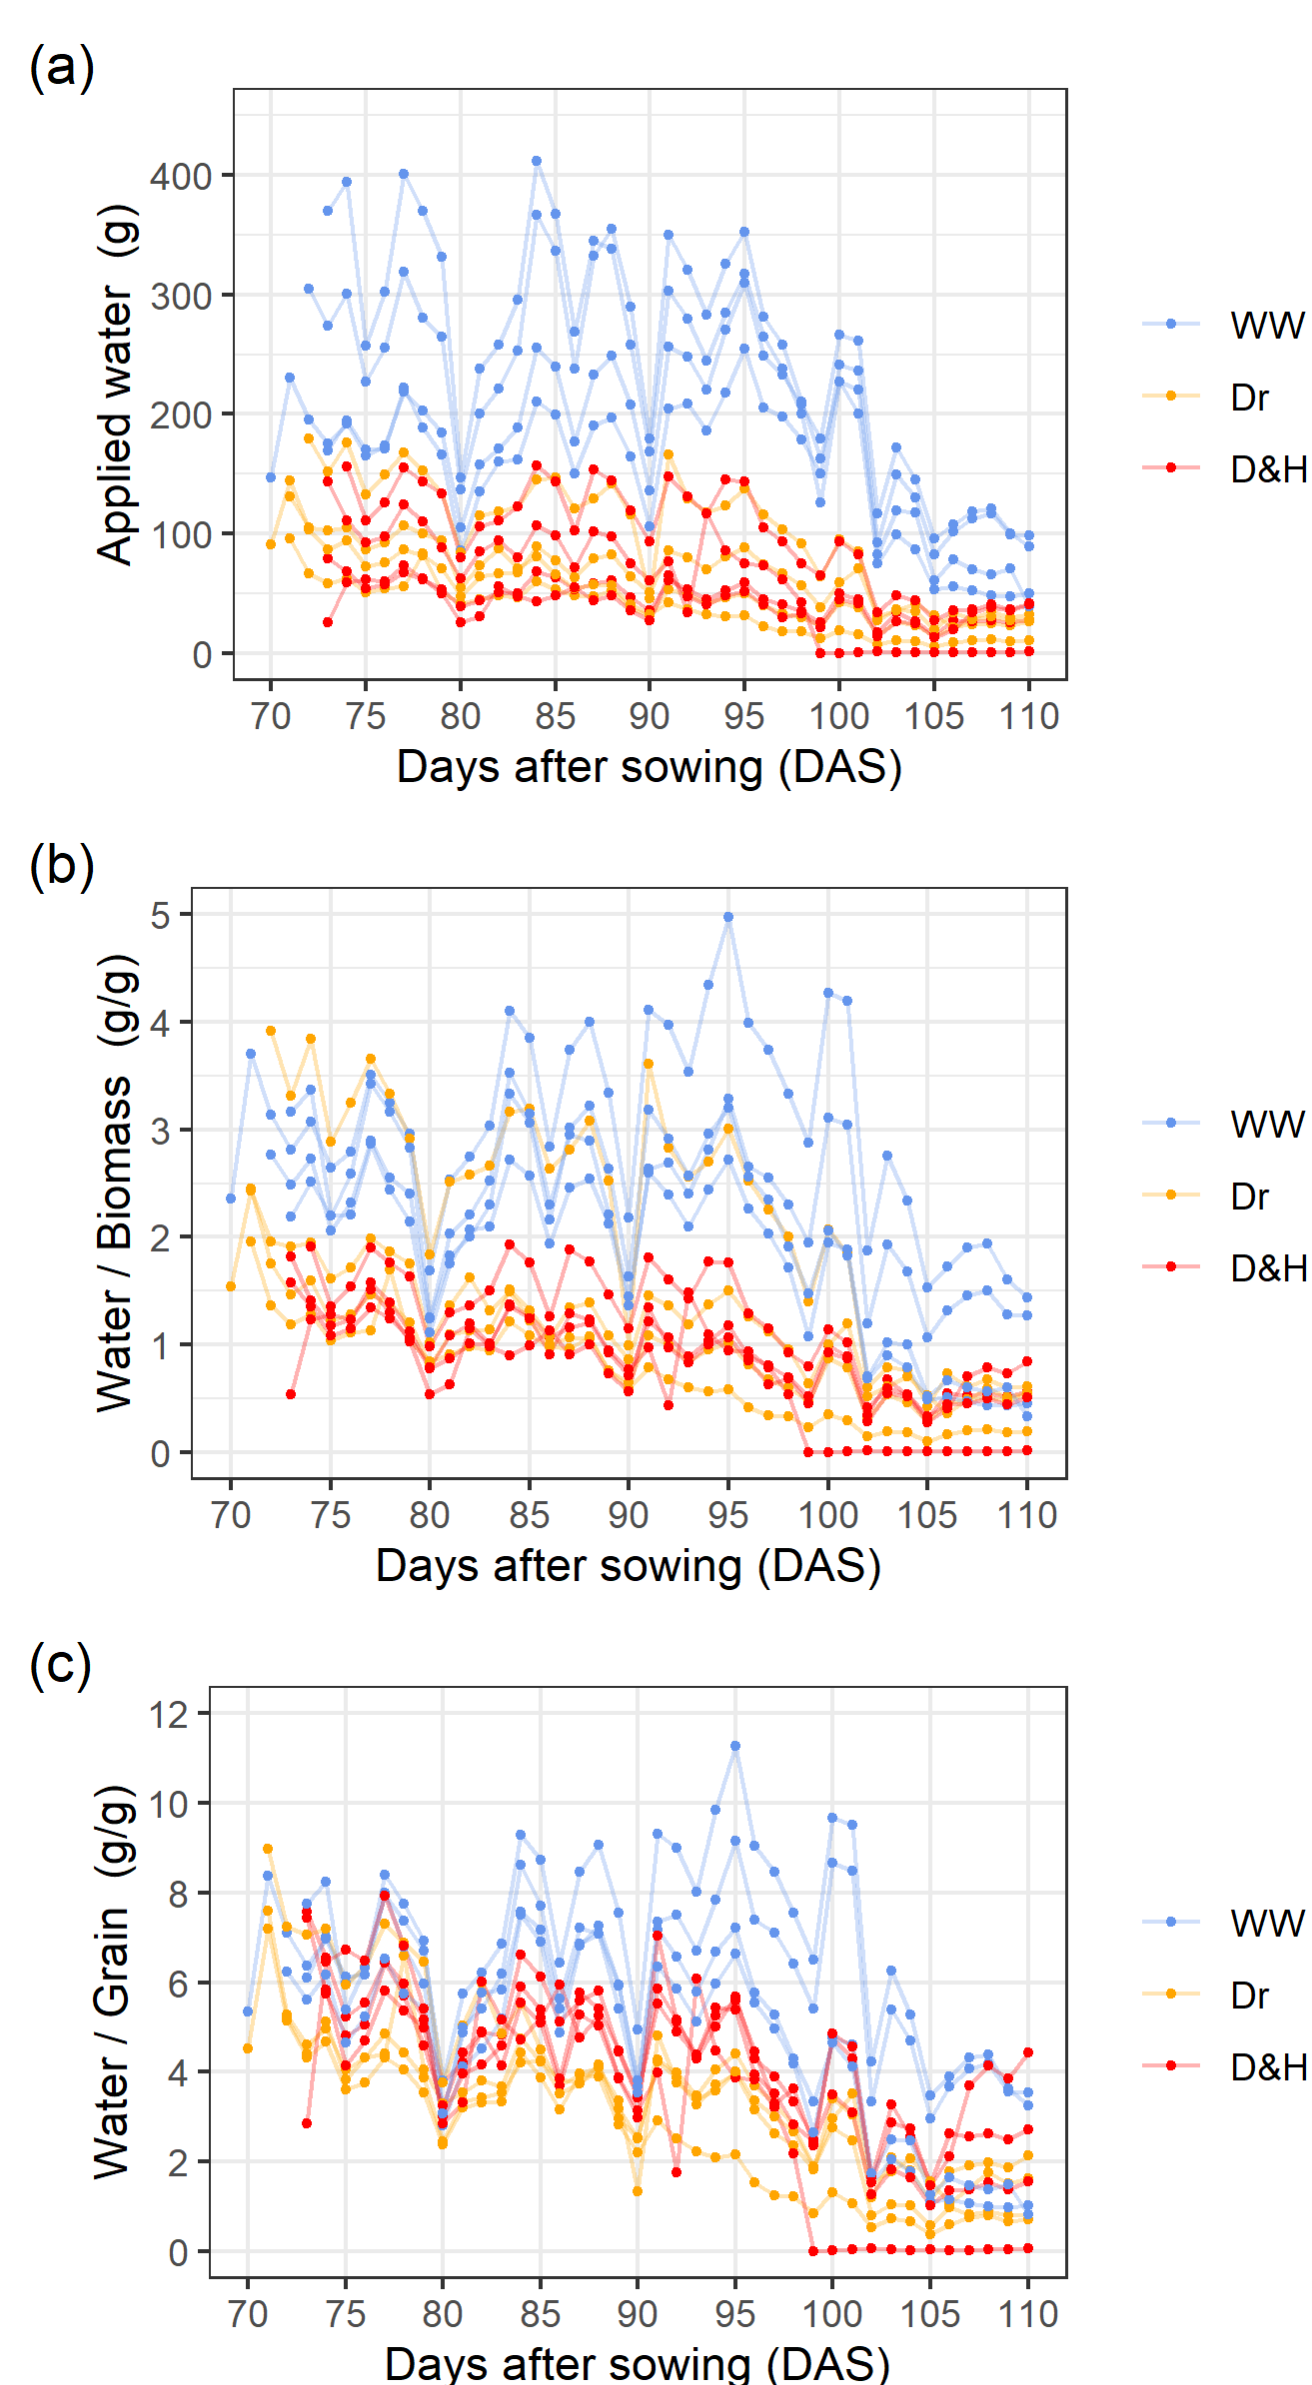 (a)
Applied water (g)
400
300
200
100
0
70 75 80 85 90 95 100 105 110
Days after sowing (DAS)
WW
Dr
D&H
(b)
Water / Biomass (g/g)
5
4
3
2
1
0
70 75 80 85 90 95 100 105 110
Days after sowing (DAS)
WW
Dr
D&H
(c)
Water / Grain (g/g)
12
10
8
6
4
2
0
70 75 80 85 90 95 100 105 110
Days after sowing (DAS)
WW
Dr
D&H